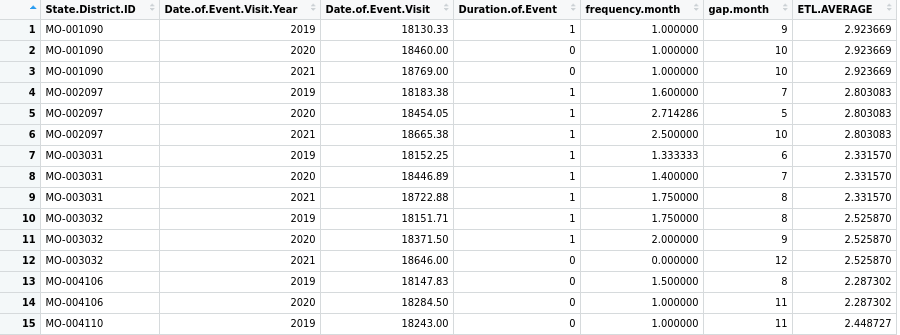 State.District.ID Date.of.Event.Visit.Year Date.of.Event.Visit Duration.of.Event frequency.month gap.month ETL.AVERAGE
1 MO-001090 2019 18130.33 1 1.000000 9 2.923669
2 MO-001090 2020 18460.00 0 1.000000 10 2.923669
3 MO-001090 2021 18769.00 0 1.000000 10 2.923669
4 MO-002097 2019 18183.38 1 1.600000 7 2.803083
5 MO-002097 2020 18454.05 1 2.714286 5 2.803083
6 MO-002097 2021 18665.38 1 2.500000 10 2.803083
7 MO-003031 2019 18152.25 1 1.333333 6 2.331570
8 MO-003031 2020 18446.89 1 1.400000 7 2.331570
9 MO-003031 2021 18722.88 1 1.750000 8 2.331570
10 MO-003032 2019 18151.71 1 1.750000 8 2.525870
11 MO-003032 2020 18371.50 1 2.000000 9 2.525870
12 MO-003032 2021 18646.00 0 0.000000 12 2.525870
13 MO-004106 2019 18147.83 0 1.500000 8 2.287302
14 MO-004106 2020 18284.50 0 1.000000 11 2.287302
15 MO-004110 2019 18243.00 0 1.000000 11 2.448727